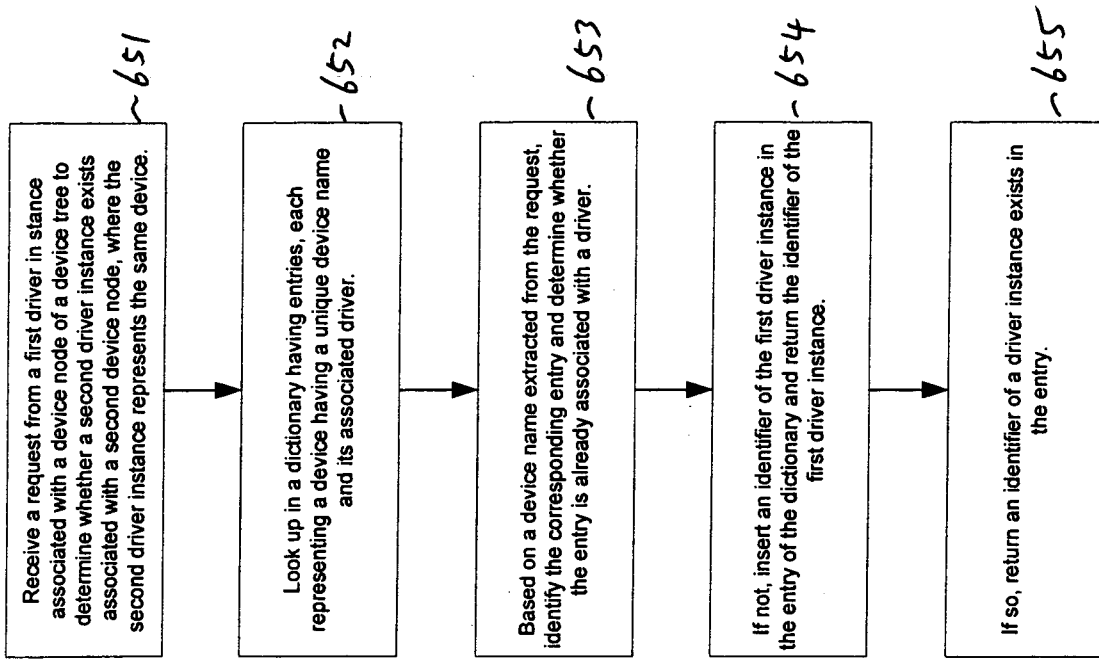 Receive a request from a first driver in stance
associated with a device node of a device tree to
determine whether a second driver instance exists
associated with a second device node, where the
second driver instance represents the same device.
~651
Look up in a dictionary having entries, each
representing a device having a unique device name
and its associated driver.
~652
Based on a device name extracted from the request,
identify the corresponding entry and determine whether
the entry is already associated with a driver.
~653
If not, insert an identifier of the first driver instance in
the entry of the dictionary and return the identifier of the
first driver instance.
~654
If so, return an identifier of a driver instance exists in
the entry.
~655